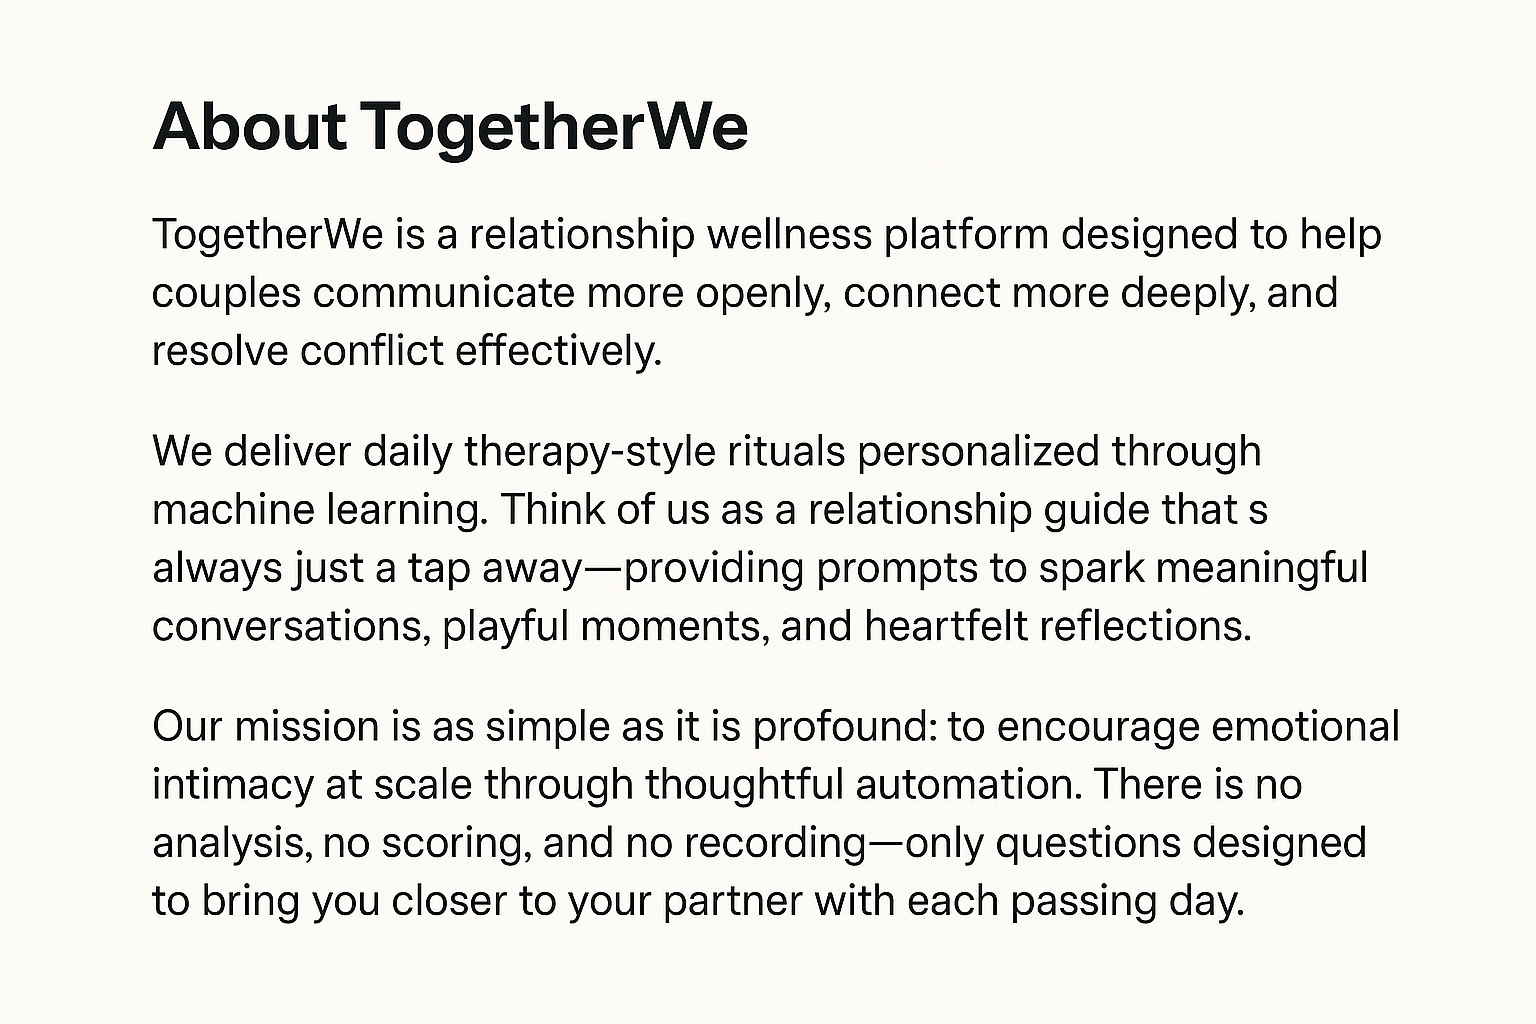 About TogetherWe
TogetherWe is a relationship wellness platform designed to help
couples communicate more openly, connect more deeply, and
resolve conflict effectively.
We deliver daily therapy-style rituals personalized through
machine learning. Think of us as a relationship guide that s
always just a tap away—providing prompts to spark meaningful
conversations, playful moments, and heartfelt reflections.
Our mission is as simple as it is profound: to encourage emotional
intimacy at scale through thoughtful automation. There is no
analysis, no scoring, and no recording—only questions designed
to bring you closer to your partner with each passing day.